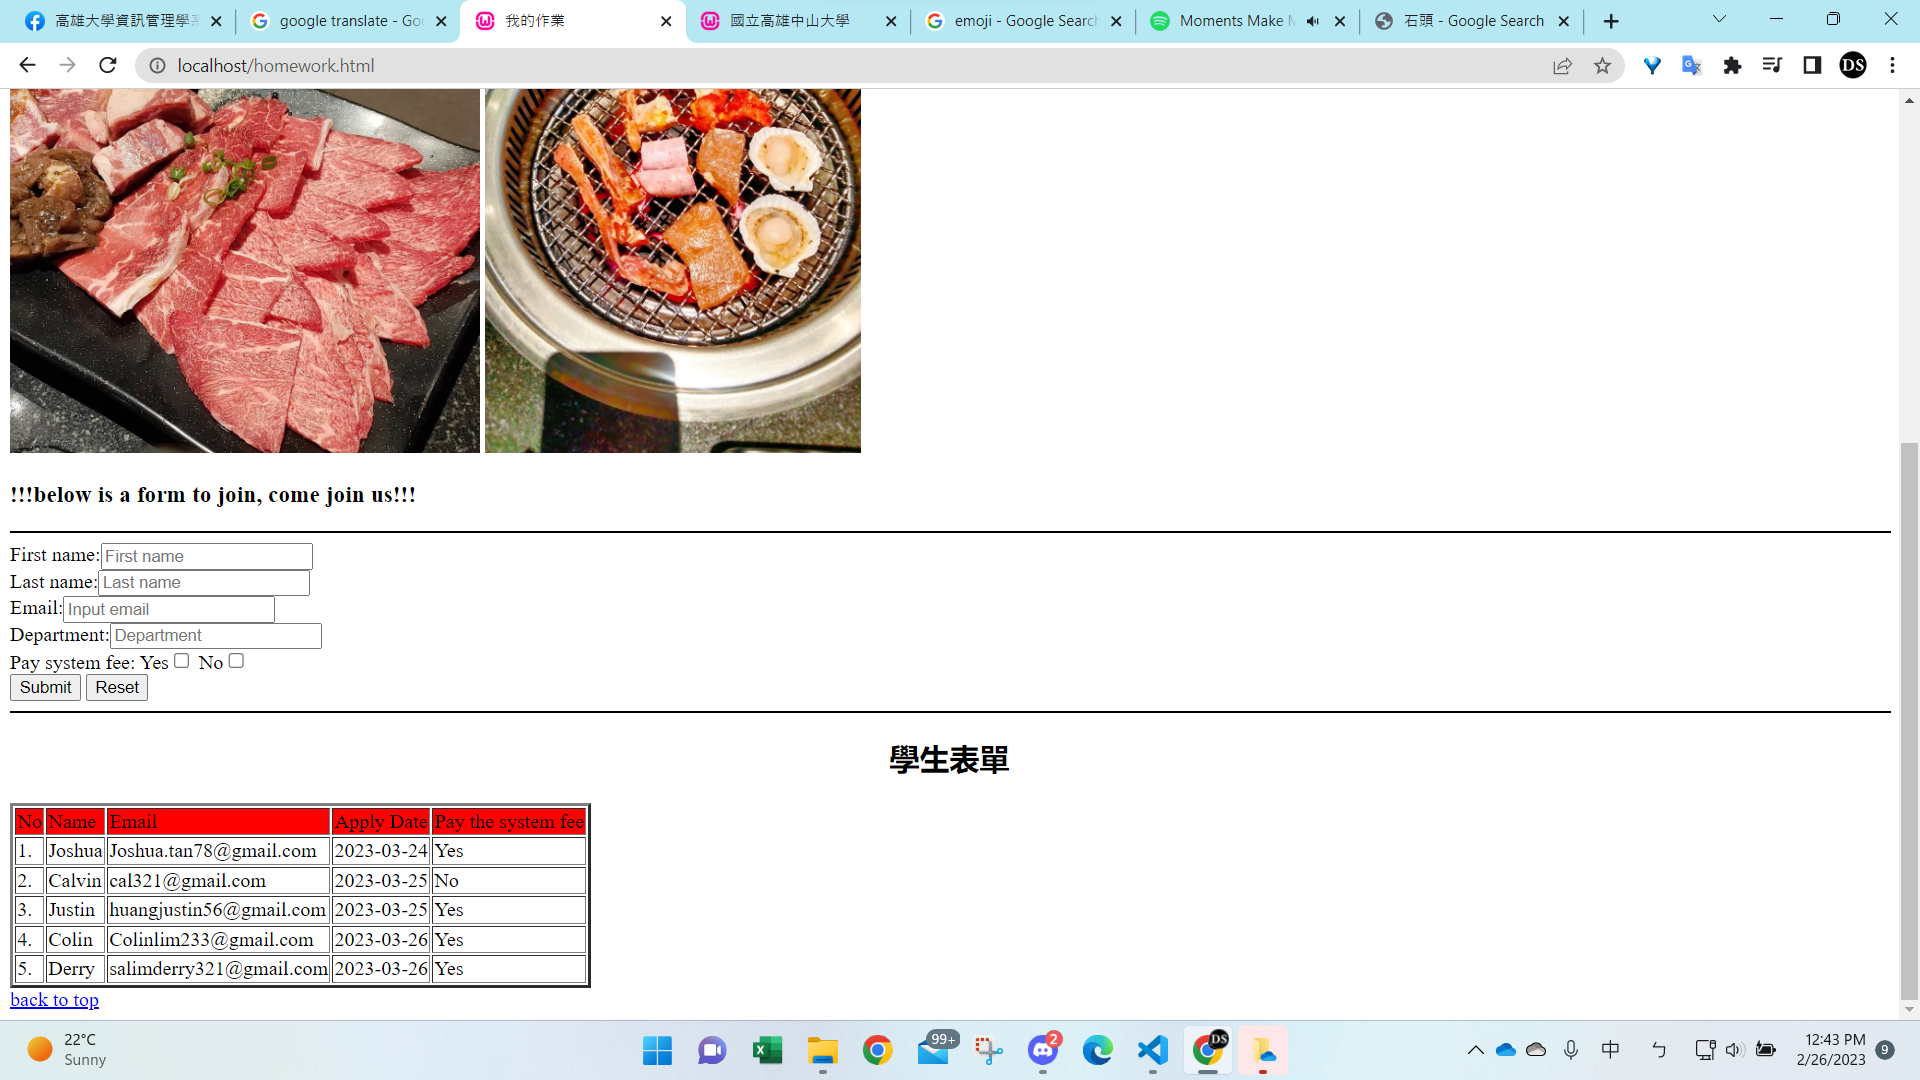 高雄大學資訊管理學系
google translate - Goo
我的作業
國立高雄中山大學
emoji - Google Search
Moments Make M
石頭 - Google Search
localhost/homework.html
DS
!!!below is a form to join, come join us!!!
First name: First name
Last name: Last name
Email: Input email
Department: Department
Pay system fee: Yes No
Submit Reset
學生表單
No Name Email Apply Date Pay the system fee
1. Joshua Joshua.tan78@gmail.com 2023-03-24 Yes
2. Calvin cal321@gmail.com 2023-03-25 No
3. Justin huangjustin56@gmail.com 2023-03-25 Yes
4. Colin Colinlim233@gmail.com 2023-03-26 Yes
5. Derry salimderry321@gmail.com 2023-03-26 Yes
back to top
22°C
Sunny
99+
2
DS
中
ㄅ
12:43 PM
2/26/2023
9